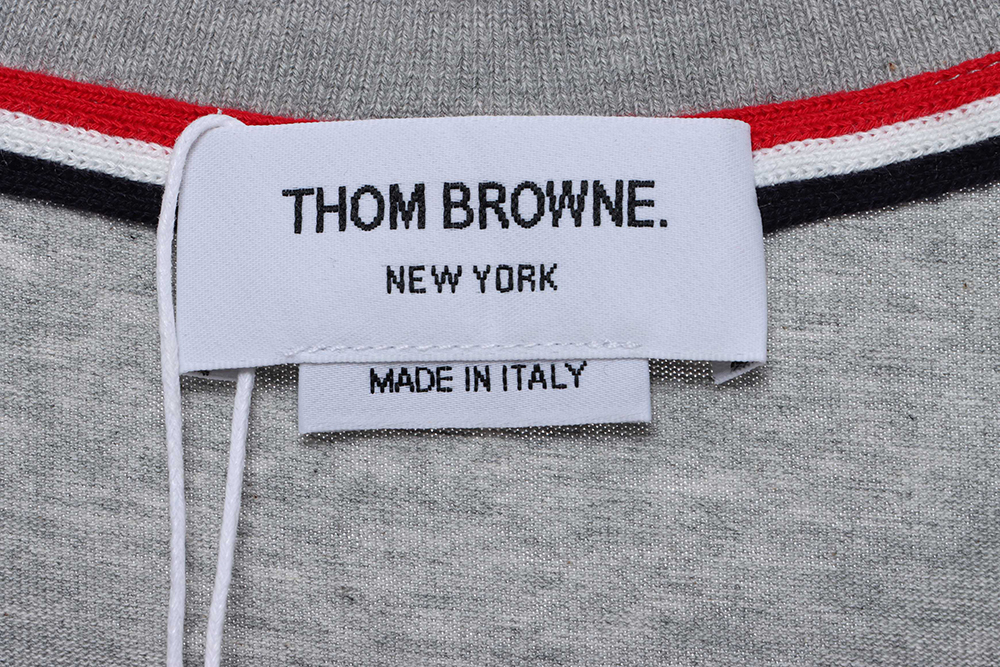 THOM BROWNE.
NEW YORK
MADE IN ITALY